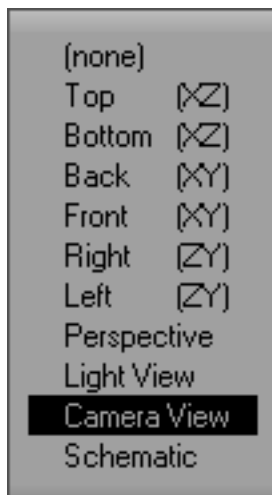 (none)
Top (XZ)
Bottom (XZ)
Back (XY)
Front (XY)
Right (ZY)
Left (ZY)
Perspective
Light View
Camera View
Schematic